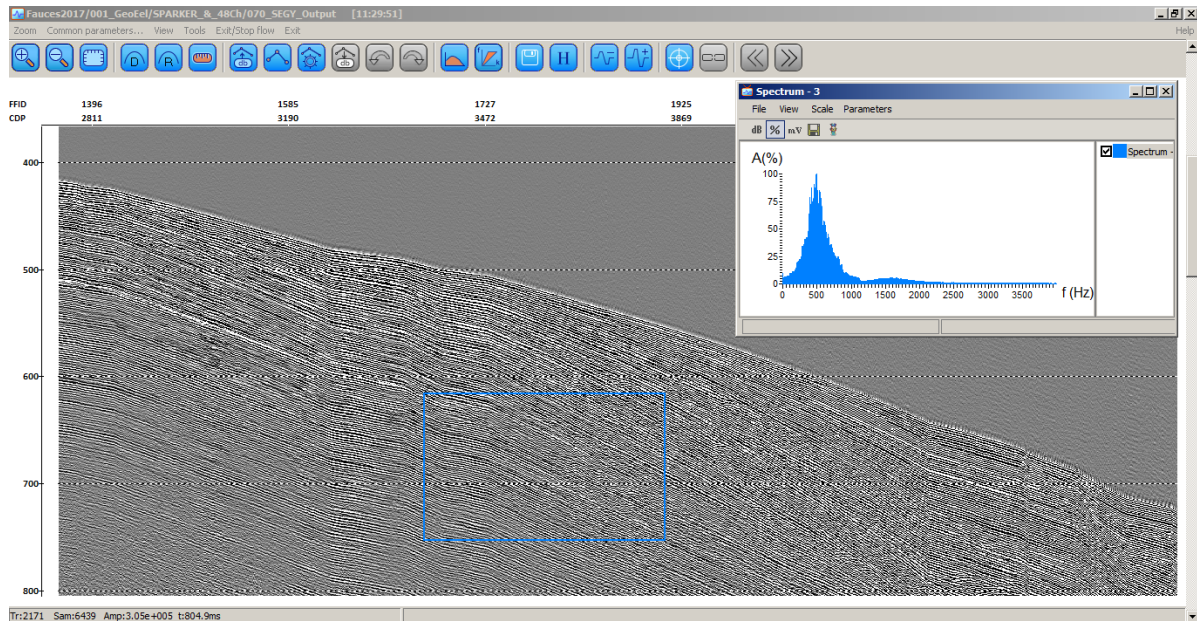 Fauces2017/001_GeoEel/SPARKER_&_48Ch/070_SEGY_Output [11:29:51]
Zoom Common parameters... View Tools Exit/Stop flow Exit Help
D R db db f k H
FFID 1396 1585 1727 1925
CDP 2811 3190 3472 3869
400
500
600
700
800
Spectrum - 3
File View Scale Parameters
dB % mV
A(%)
100
75
50
25
0
0 500 1000 1500 2000 2500 3000 3500 f (Hz)
Spectrum -
Tr:2171 Sam:6439 Amp:3.05e+005 t:804.9ms